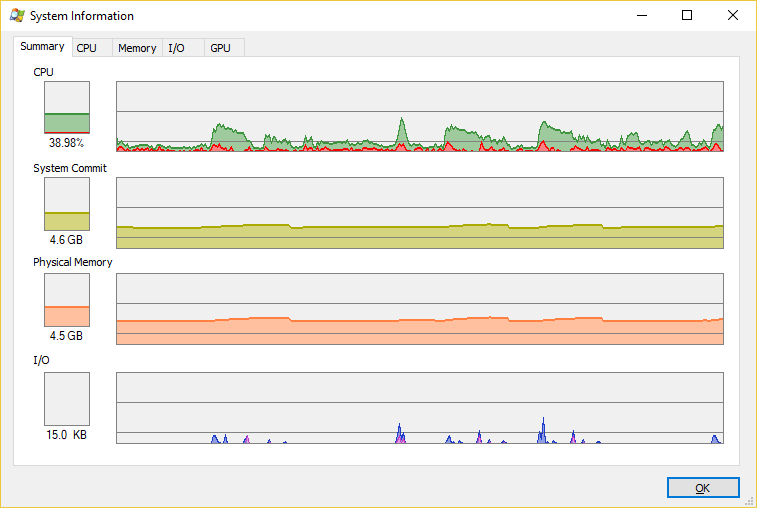 System Information
Summary CPU Memory I/O GPU
CPU
38.98%
System Commit
4.6 GB
Physical Memory
4.5 GB
I/O
15.0 KB
OK